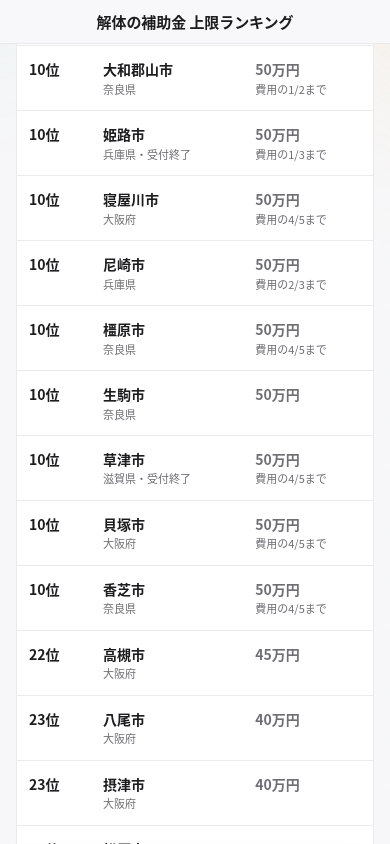 解体の補助金 上限ランキング
10位 大和郡山市 50万円
奈良県 費用の1/2まで
10位 姫路市 50万円
兵庫県・受付終了 費用の1/3まで
10位 寝屋川市 50万円
大阪府 費用の4/5まで
10位 尼崎市 50万円
兵庫県 費用の2/3まで
10位 橿原市 50万円
奈良県 費用の4/5まで
10位 生駒市 50万円
奈良県
10位 草津市 50万円
滋賀県・受付終了 費用の4/5まで
10位 貝塚市 50万円
大阪府 費用の4/5まで
10位 香芝市 50万円
奈良県 費用の4/5まで
22位 高槻市 45万円
大阪府
23位 八尾市 40万円
大阪府
23位 摂津市 40万円
大阪府